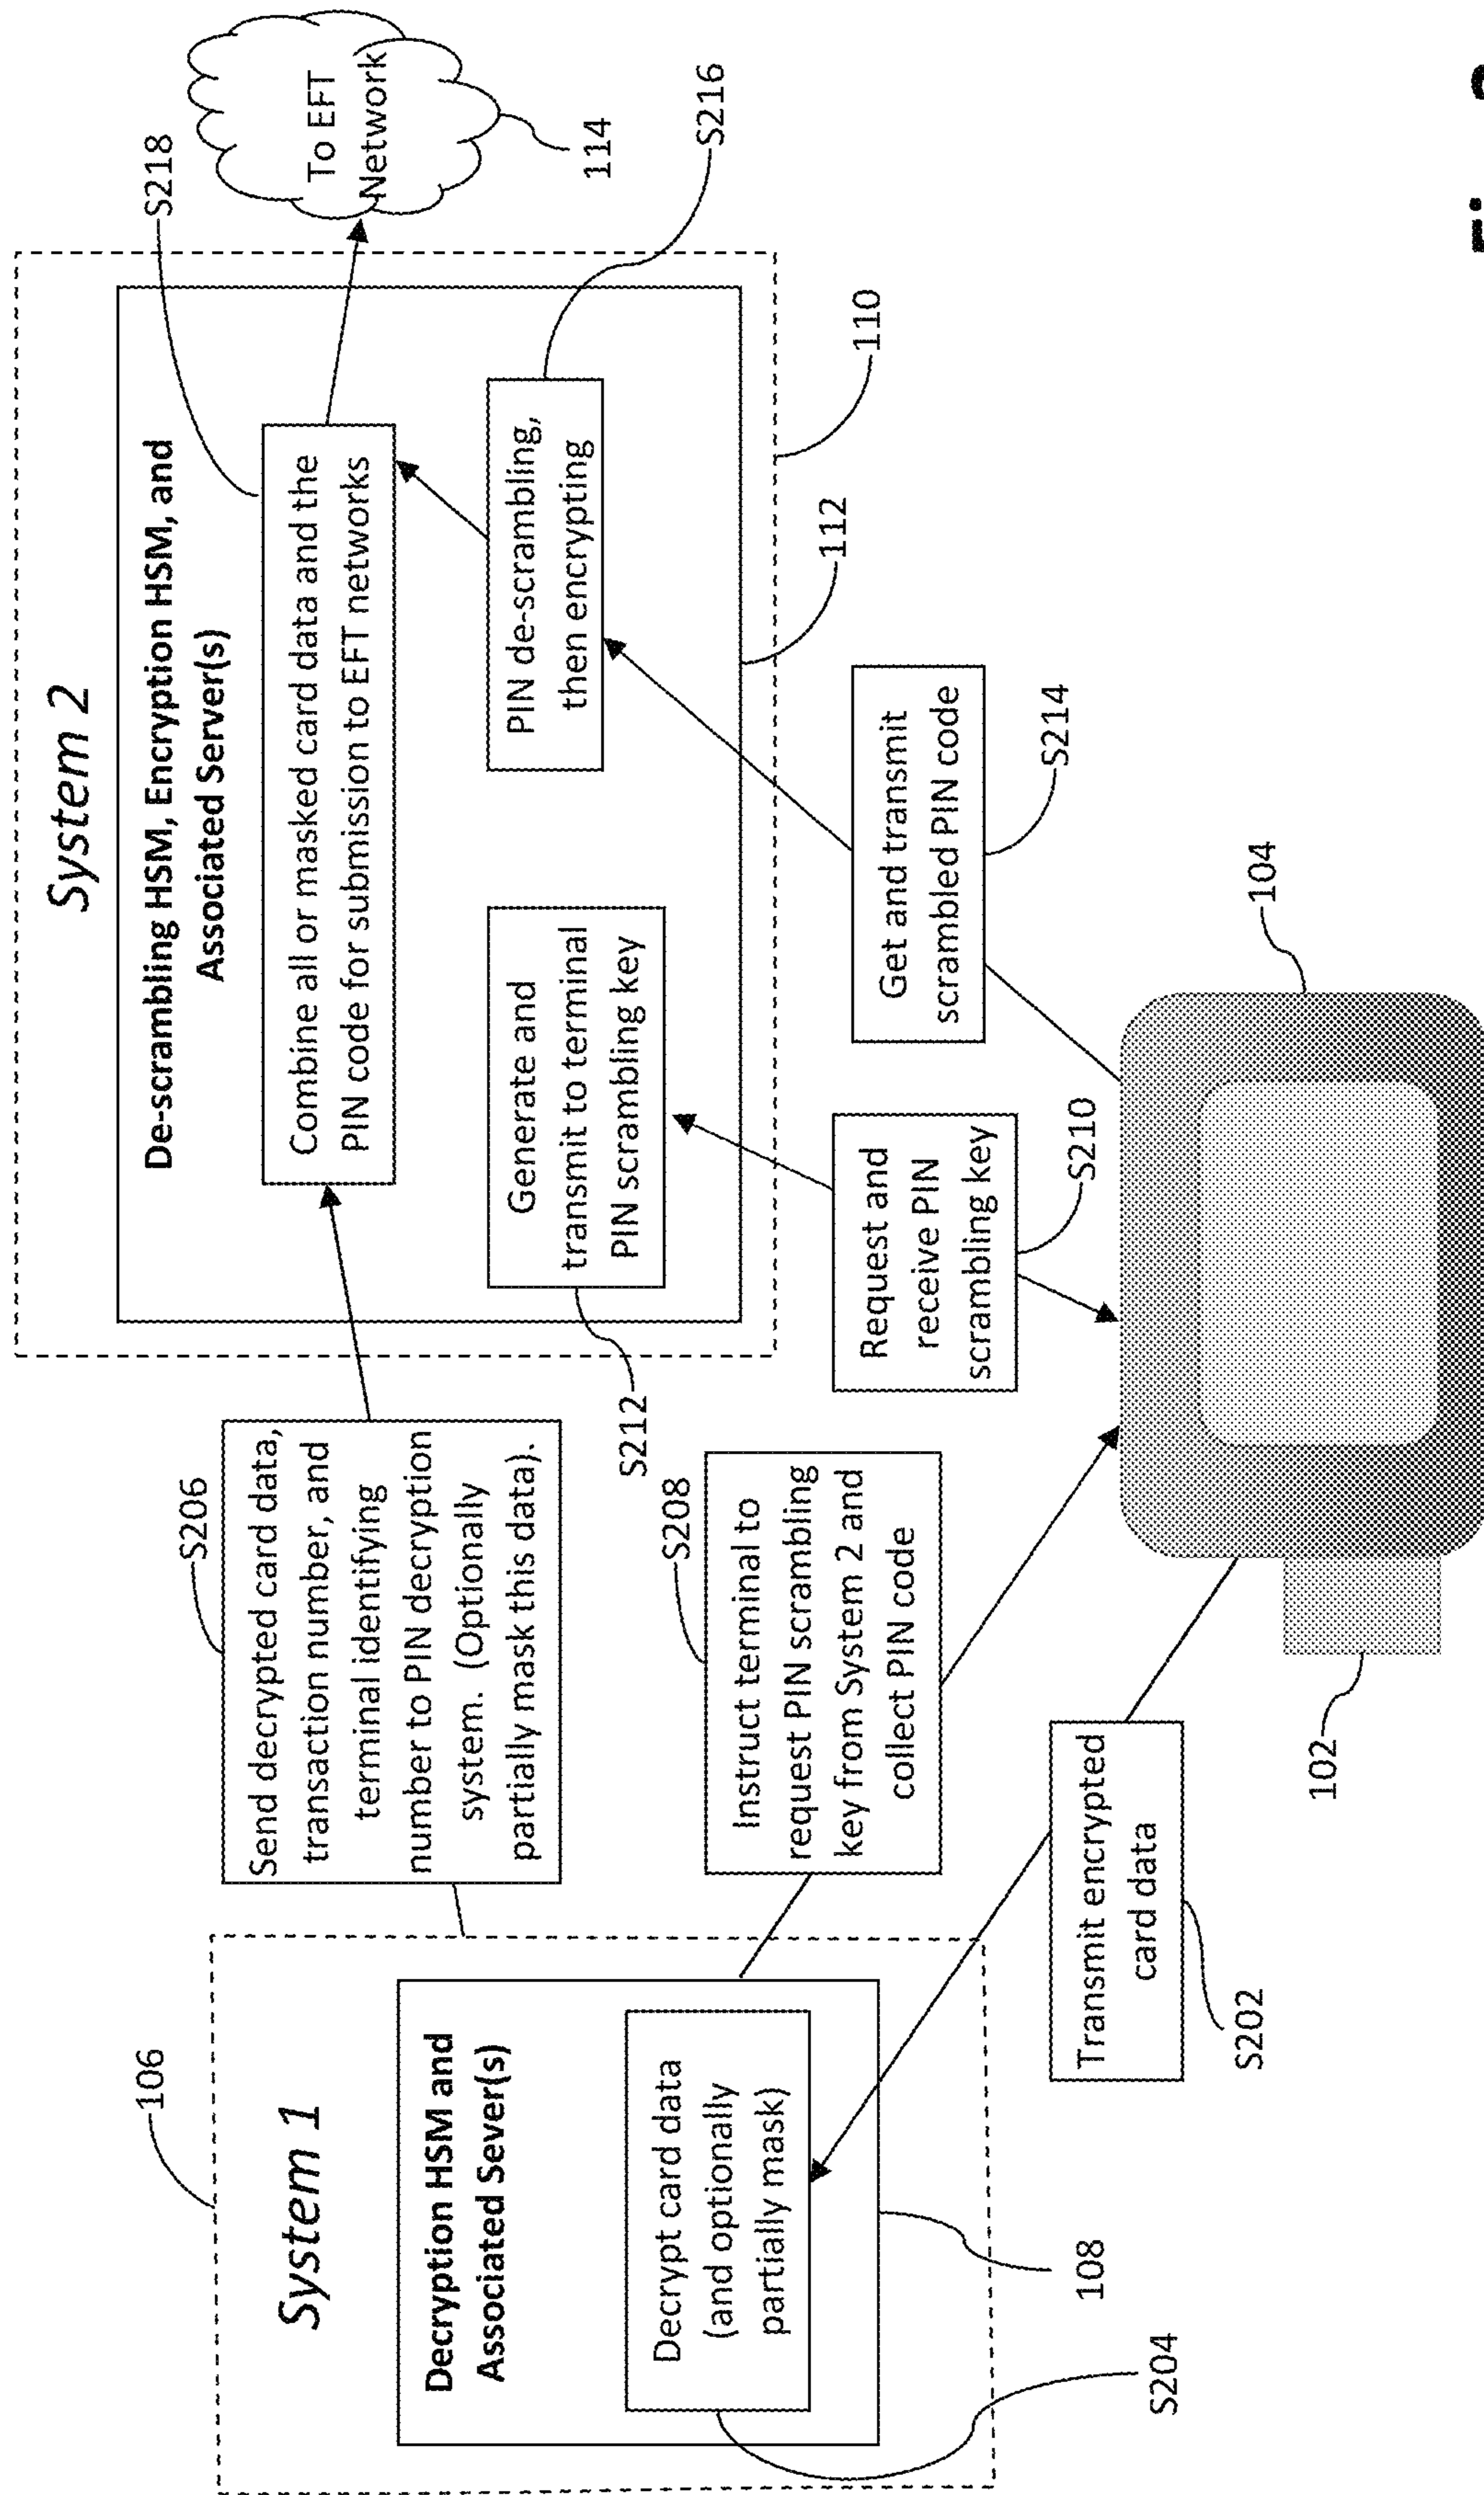 106
System 1
Decryption HSM and
Associated Sever(s)
Decrypt card data
(and optionally
partially mask)
S204
108
S206
Send decrypted card data,
transaction number, and
terminal identifying
number to PIN decryption
system. (Optionally
partially mask this data).
S208
Instruct terminal to
request PIN scrambling
key from System 2 and
collect PIN code
Transmit encrypted
card data
S202
102
104
System 2
De-scrambling HSM, Encryption HSM, and
Associated Server(s)
S218
Combine all or masked card data and the
PIN code for submission to EFT networks
Generate and
transmit to terminal
PIN scrambling key
S212
PIN de-scrambling,
then encrypting
S216
Request and
receive PIN
scrambling key
S210
Get and transmit
scrambled PIN code
S214
112
110
To EFT
Network
114